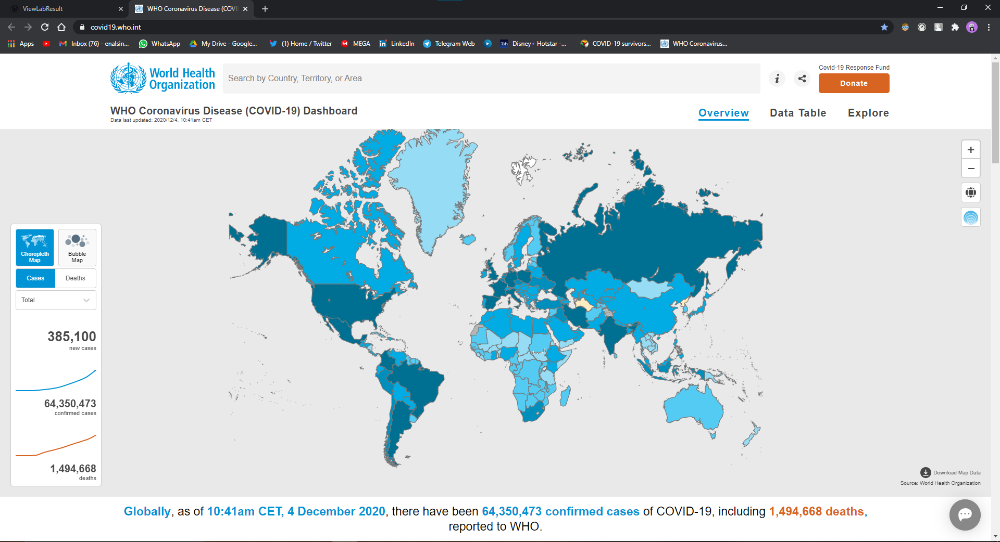 ViewLabResult
WHO Coronavirus Disease (COVI
covid19.who.int
Apps
Inbox (76) - enalsin...
WhatsApp
My Drive - Google...
(1) Home / Twitter
MEGA
LinkedIn
Telegram Web
Disney+ Hotstar -...
COVID-19 survivors...
WHO Coronavirus...
World Health
Organization
Search by Country, Territory, or Area
i
Covid-19 Response Fund
Donate
WHO Coronavirus Disease (COVID-19) Dashboard
Data last updated: 2020/12/4, 10:41am CET
Overview
Data Table
Explore
+
−
Choropleth
Map
Bubble
Map
Cases
Deaths
Total
385,100
new cases
64,350,473
confirmed cases
1,494,668
deaths
Download Map Data
Source: World Health Organization
Globally, as of 10:41am CET, 4 December 2020, there have been 64,350,473 confirmed cases of COVID-19, including 1,494,668 deaths,
reported to WHO.